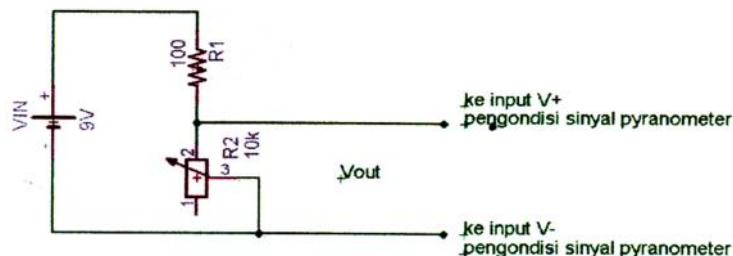 100
R1
ke input V+
pengondisi sinyal pyranometer
+
VIN
9V
-
2
R2
10k
3
1
Vout
ke input V-
pengondisi sinyal pyranometer